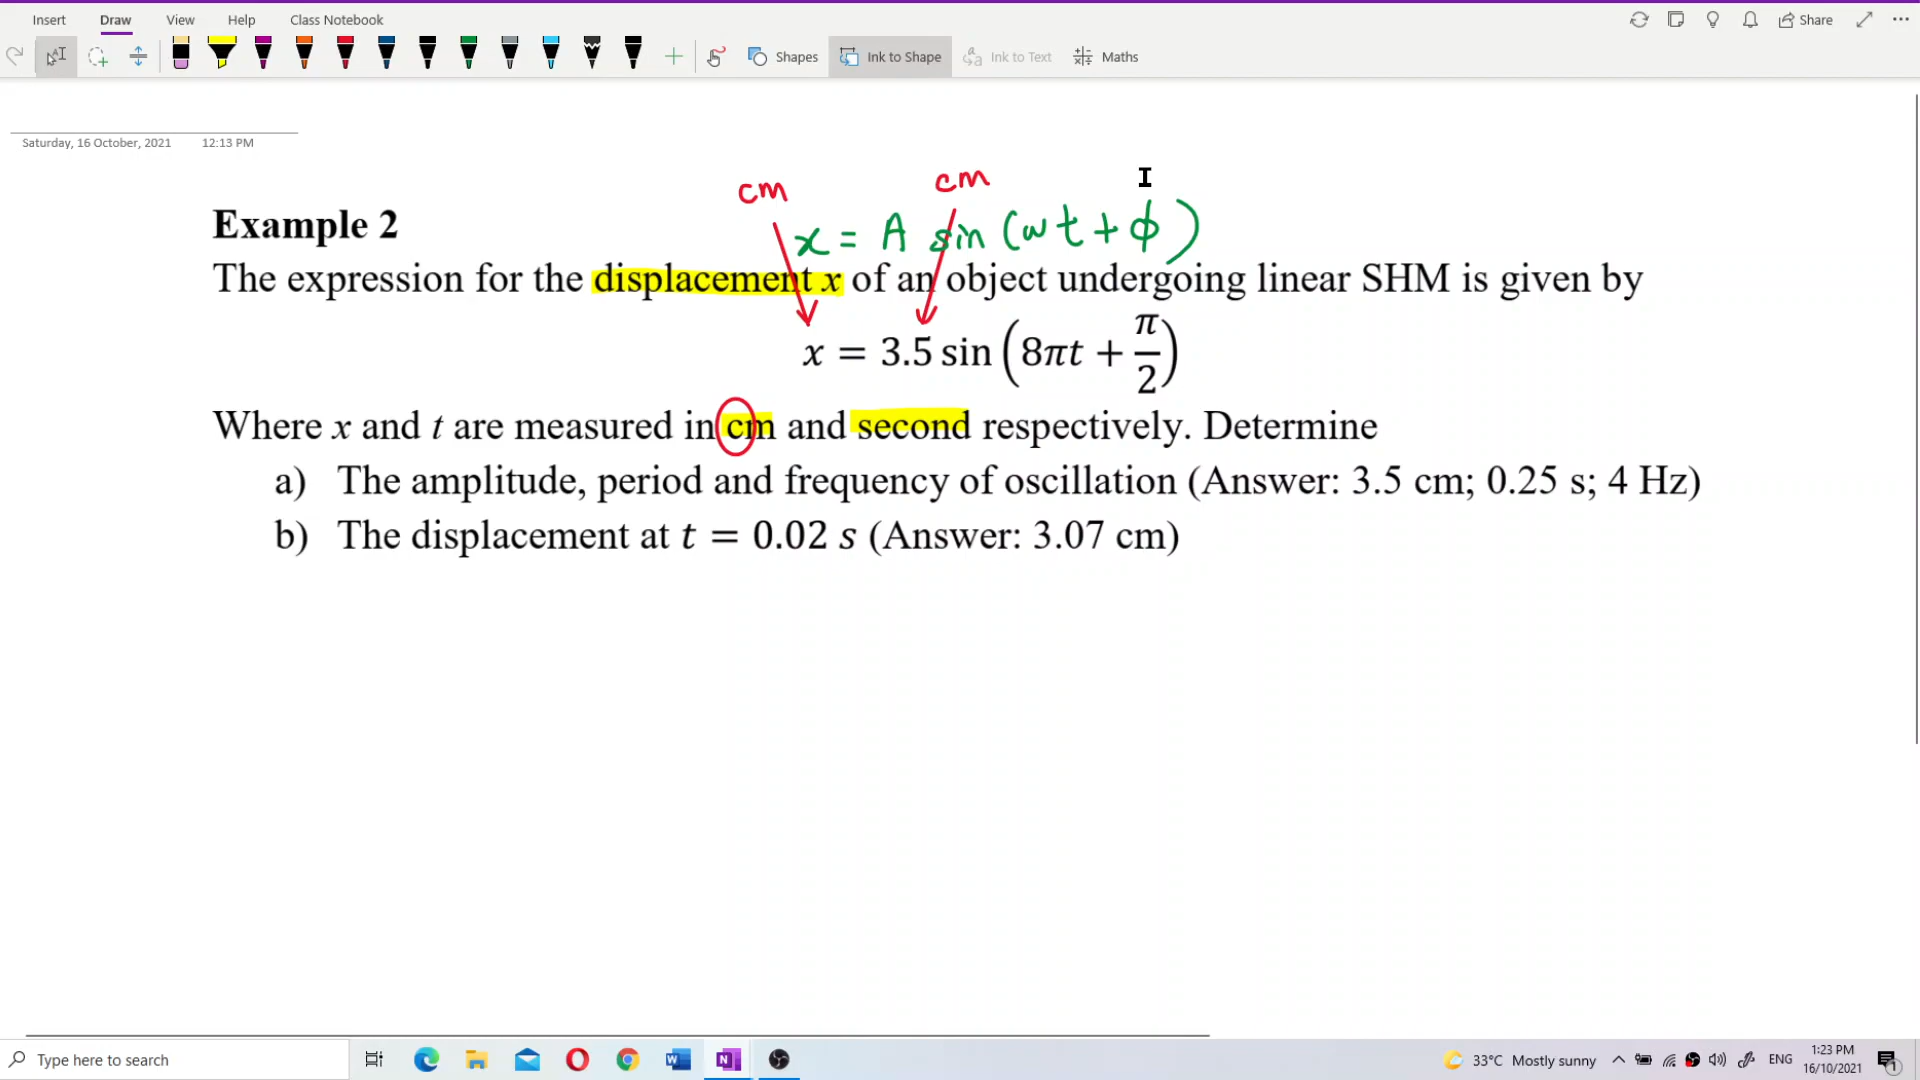 Insert Draw View Help Class Notebook Share
Shapes Ink to Shape Ink to Text Maths
Saturday, 16 October, 2021 12:13 PM
cm cm
Example 2
x = A sin (ωt + ϕ)
The expression for the displacement x of an object undergoing linear SHM is given by
x = 3.5 sin (8πt + π/2)
Where x and t are measured in cm and second respectively. Determine
a) The amplitude, period and frequency of oscillation (Answer: 3.5 cm; 0.25 s; 4 Hz)
b) The displacement at t = 0.02 s (Answer: 3.07 cm)
Type here to search 33°C Mostly sunny ENG 1:23 PM
16/10/2021 1